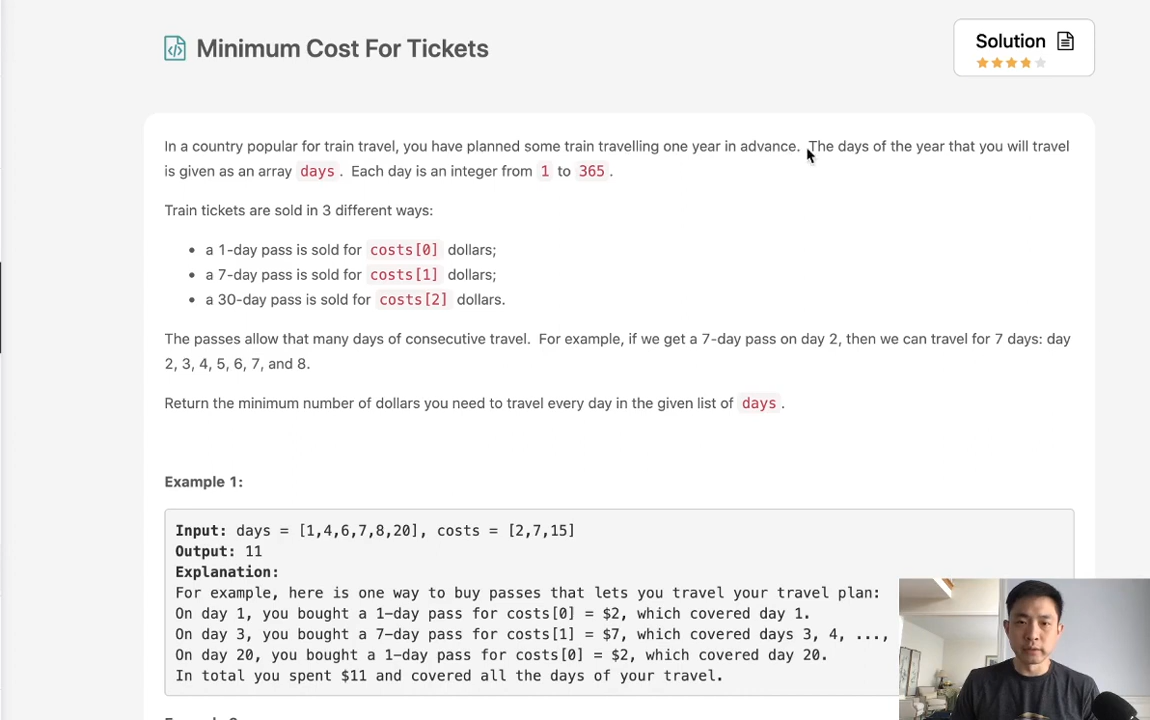 Minimum Cost For Tickets
Solution
In a country popular for train travel, you have planned some train travelling one year in advance.  The days of the year that you will travel
is given as an array days.  Each day is an integer from 1 to 365.
Train tickets are sold in 3 different ways:
• a 1-day pass is sold for costs[0] dollars;
• a 7-day pass is sold for costs[1] dollars;
• a 30-day pass is sold for costs[2] dollars.
The passes allow that many days of consecutive travel.  For example, if we get a 7-day pass on day 2, then we can travel for 7 days: day
2, 3, 4, 5, 6, 7, and 8.
Return the minimum number of dollars you need to travel every day in the given list of days.
Example 1:
Input: days = [1,4,6,7,8,20], costs = [2,7,15]
Output: 11
Explanation:
For example, here is one way to buy passes that lets you travel your travel plan:
On day 1, you bought a 1-day pass for costs[0] = $2, which covered day 1.
On day 3, you bought a 7-day pass for costs[1] = $7, which covered days 3, 4, ...,
On day 20, you bought a 1-day pass for costs[0] = $2, which covered day 20.
In total you spent $11 and covered all the days of your travel.